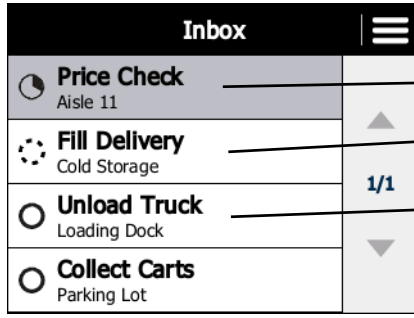 Inbox
Price Check
Aisle 11
Fill Delivery
Cold Storage
1/1
Unload Truck
Loading Dock
Collect Carts
Parking Lot